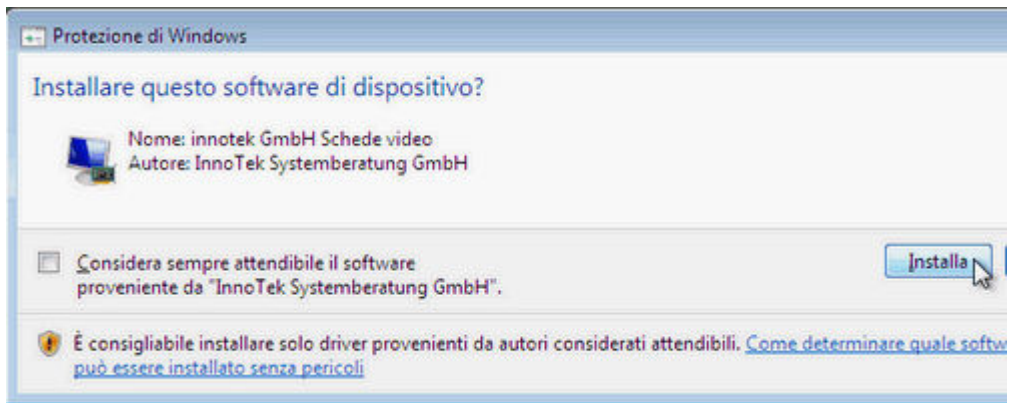 Protezione di Windows
Installare questo software di dispositivo?
Nome: innotek GmbH Schede video
Autore: InnoTek Systemberatung GmbH
Considera sempre attendibile il software
proveniente da "InnoTek Systemberatung GmbH".
Installa
È consigliabile installare solo driver provenienti da autori considerati attendibili. Come determinare quale softw
può essere installato senza pericoli